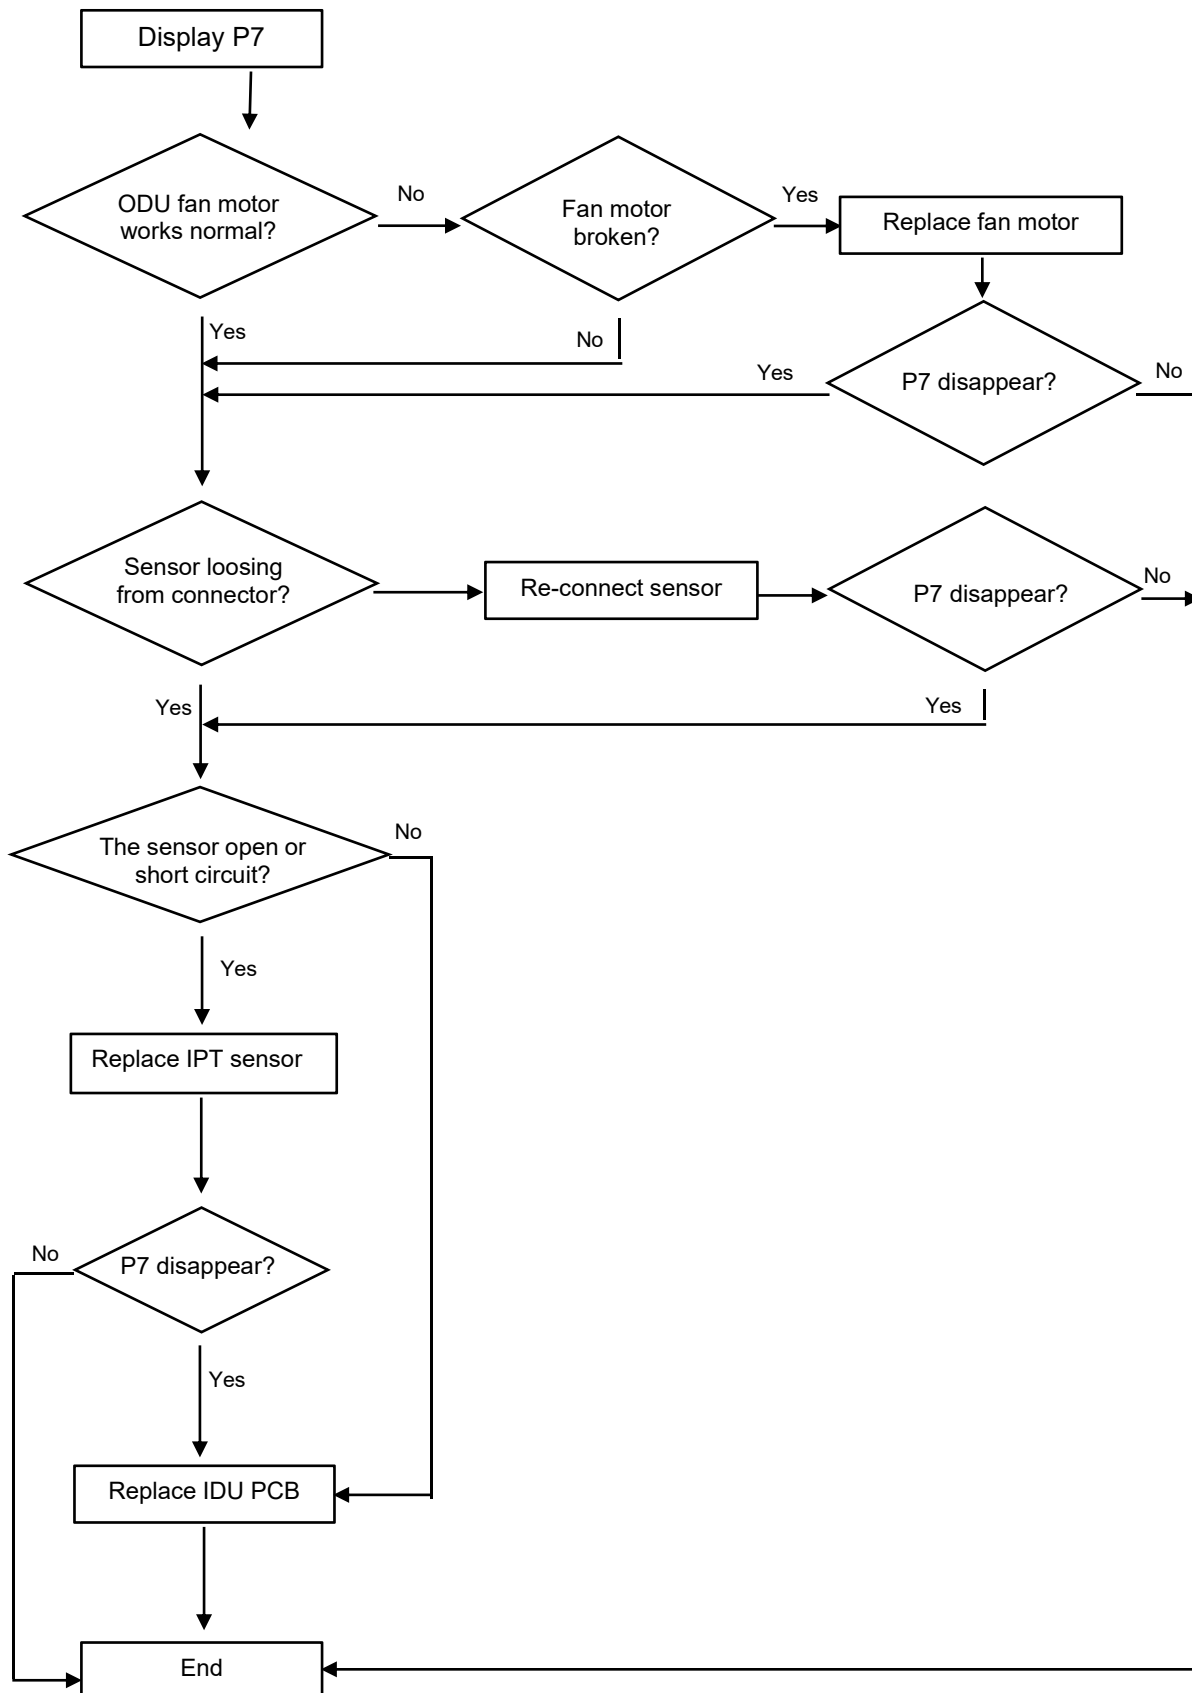 Display P7
ODU fan motor
works normal?
No
Fan motor
broken?
Yes
Replace fan motor
Yes
No
Yes
P7 disappear?
No
Sensor loosing
from connector?
Re-connect sensor
P7 disappear?
No
Yes
Yes
The sensor open or
short circuit?
No
Yes
Replace IPT sensor
No
P7 disappear?
Yes
Replace IDU PCB
End